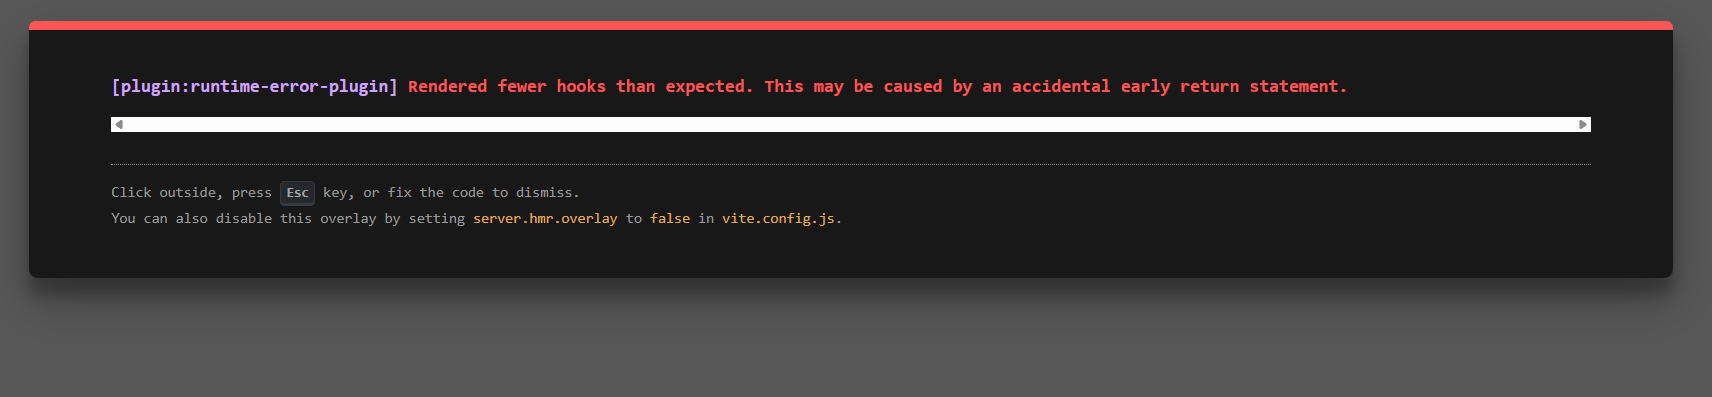 [plugin:runtime-error-plugin] Rendered fewer hooks than expected. This may be caused by an accidental early return statement.
Click outside, press Esc key, or fix the code to dismiss.
You can also disable this overlay by setting server.hmr.overlay to false in vite.config.js.